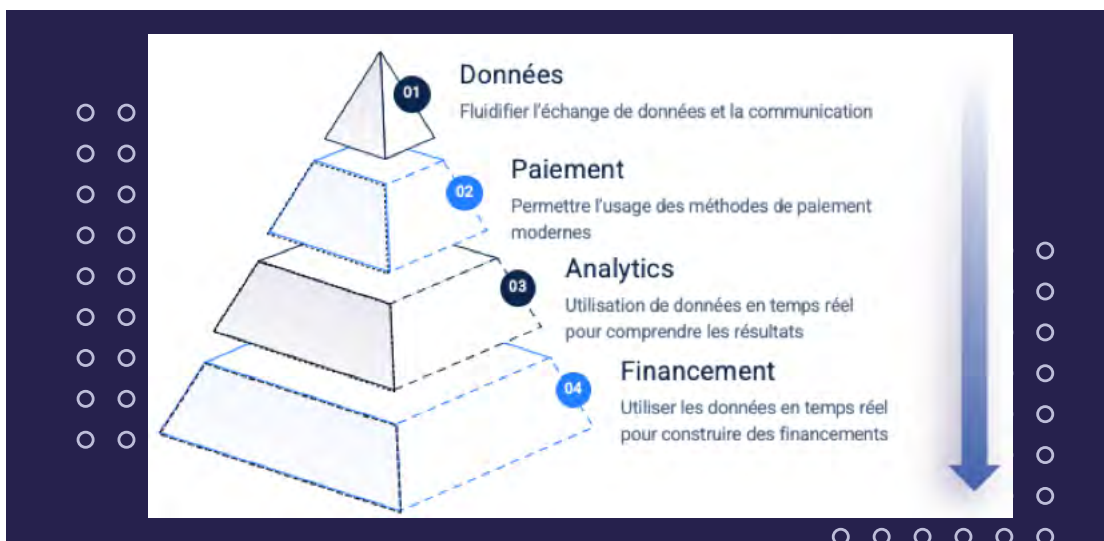 01
Données
Fluidifier l'échange de données et la communication
02
Paiement
Permettre l'usage des méthodes de paiement
modernes
03
Analytics
Utilisation de données en temps réel
pour comprendre les résultats
04
Financement
Utiliser les données en temps réel
pour construire des financements